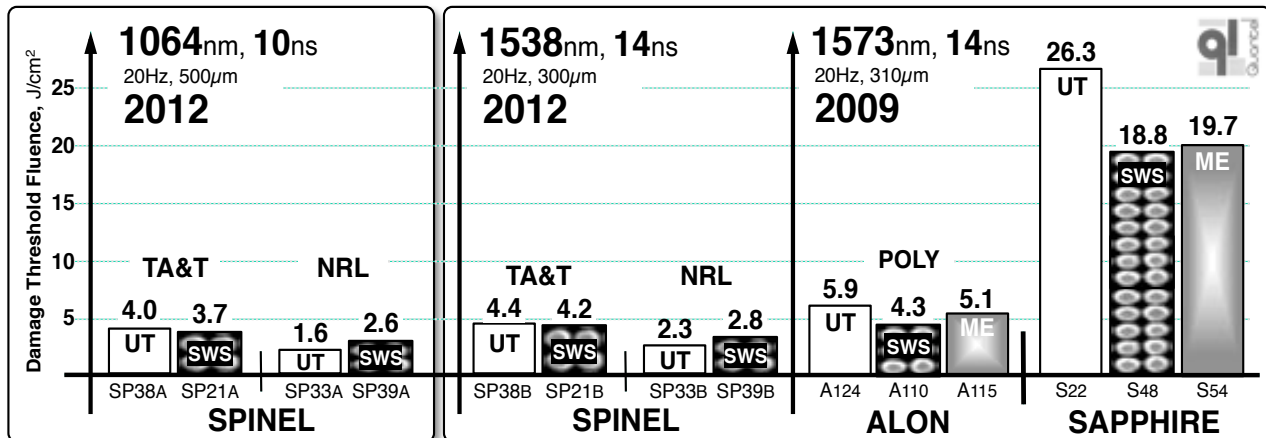 Damage Threshold Fluence, J/cm²
25
20
15
10
5
1064nm, 10ns
20Hz, 500µm
2012
TA&T
NRL
4.0
3.7
1.6
2.6
UT
SWS
UT
SWS
SP38A
SP21A
SP33A
SP39A
SPINEL
1538nm, 14ns
20Hz, 300µm
2012
TA&T
NRL
4.4
4.2
2.3
2.8
UT
SWS
UT
SWS
SP38B
SP21B
SP33B
SP39B
SPINEL
1573nm, 14ns
20Hz, 310µm
2009
POLY
5.9
4.3
5.1
UT
SWS
ME
A124
A110
A115
ALON
26.3
18.8
19.7
UT
SWS
ME
S22
S48
S54
SAPPHIRE
ql
Quantel